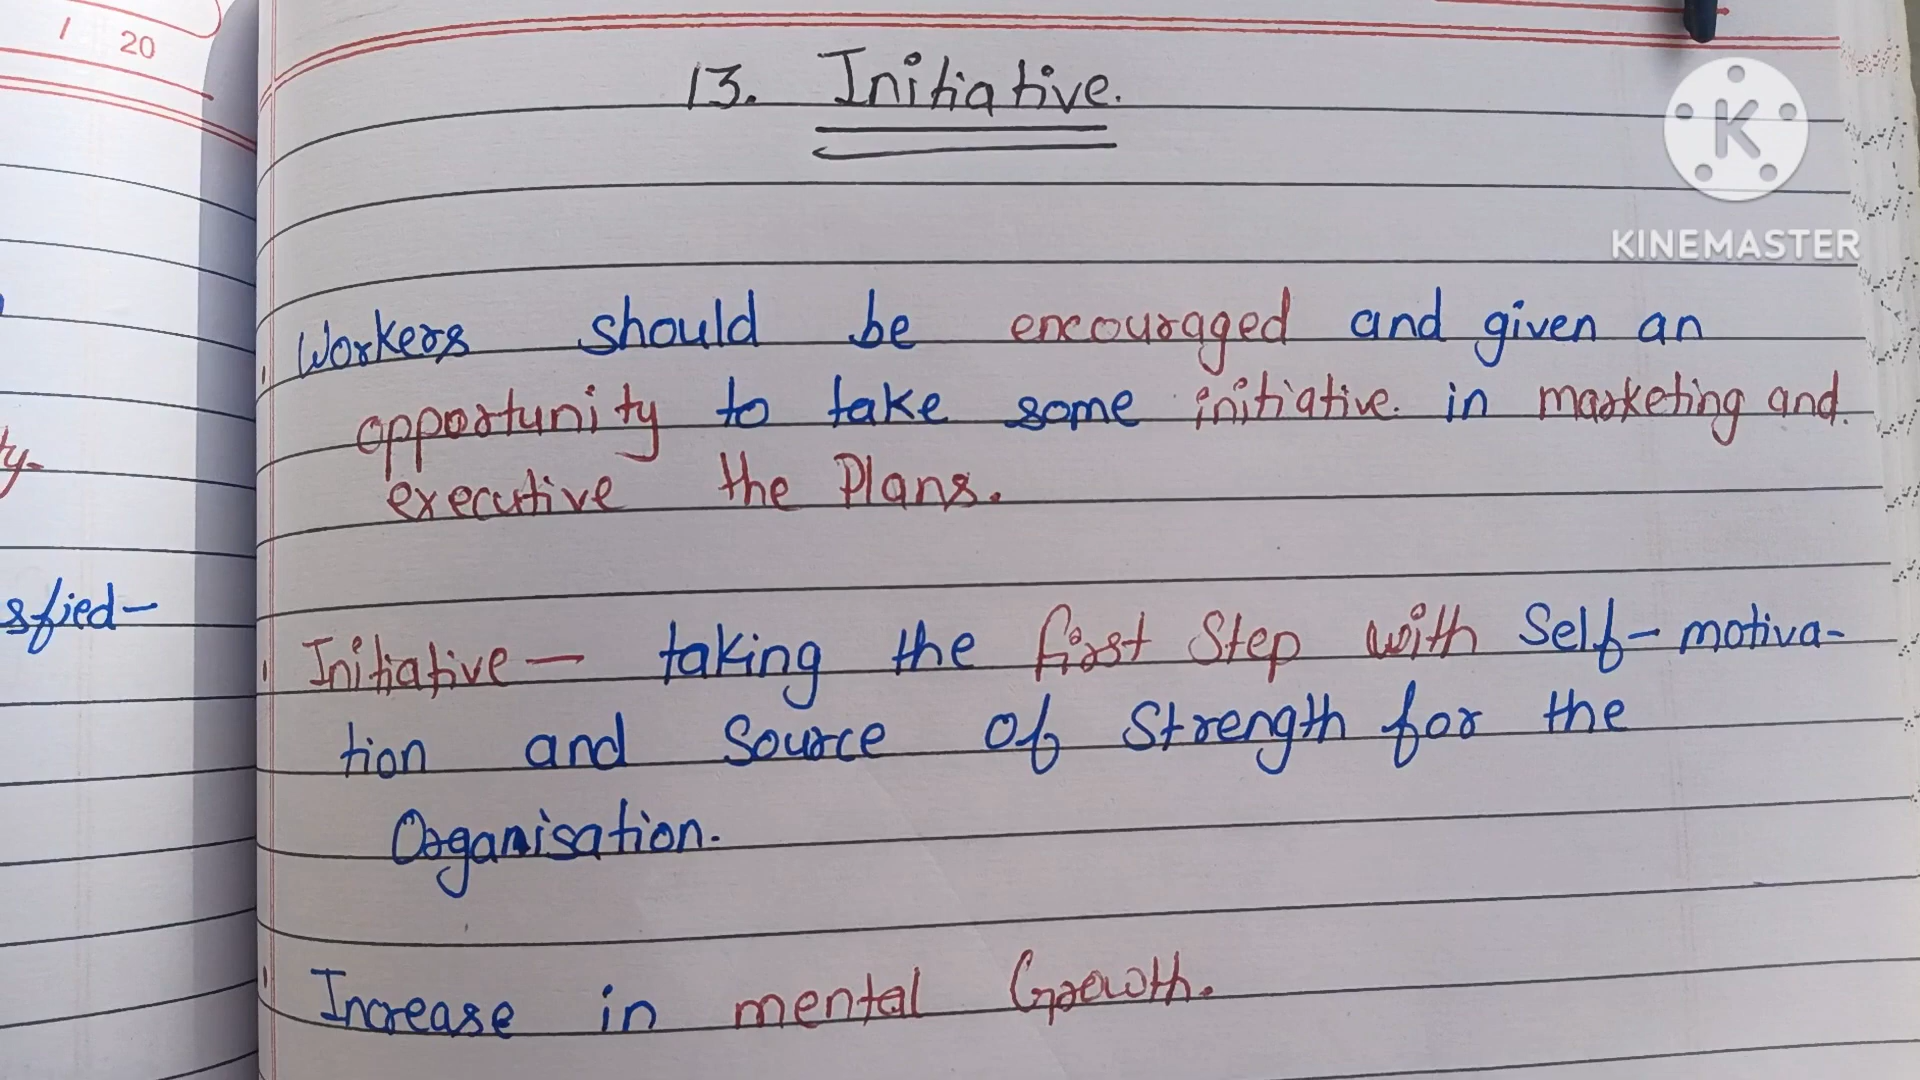 1 20
13. Initiative.
K
KINEMASTER
Workers should be encouraged and given an
opportunity to take some initiative. in marketing and.
executive the Plans.
ty-
sfied-
Initiative - taking the first Step with Self-motiva-
tion and Source of Strength for the
Organisation.
Increase in mental Growth.